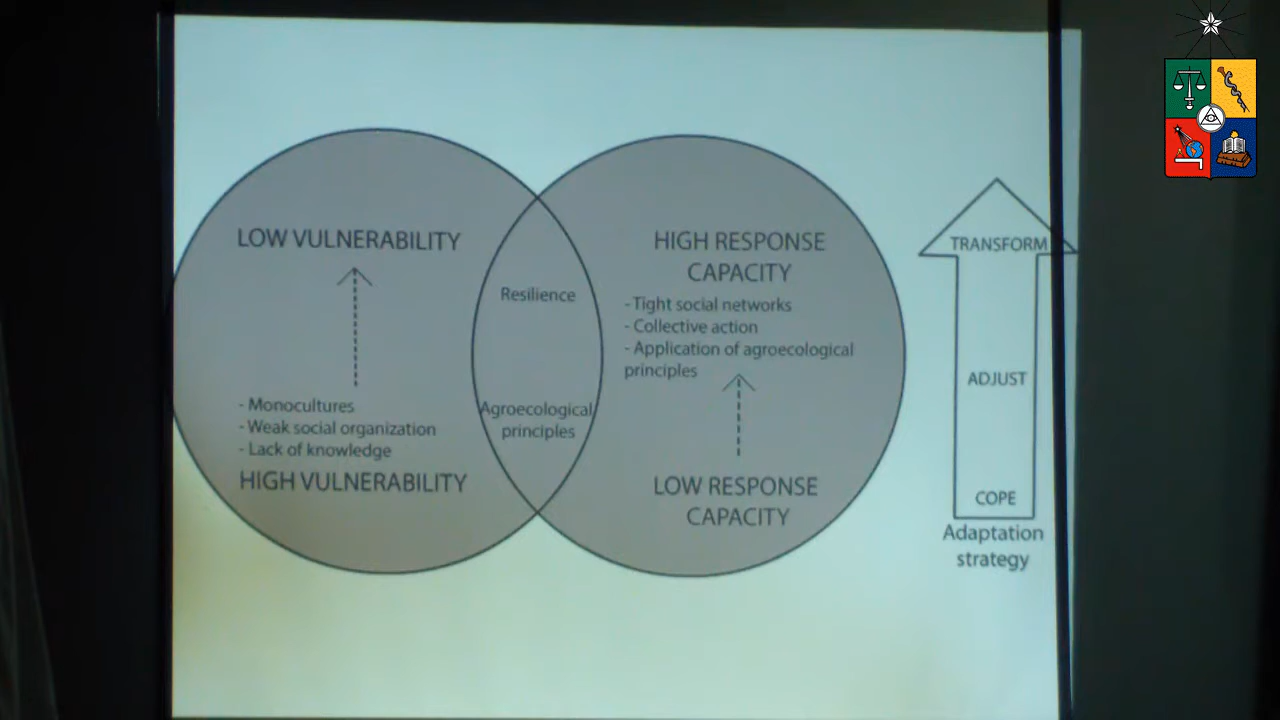 LOW VULNERABILITY
- Monocultures
- Weak social organization
- Lack of knowledge
HIGH VULNERABILITY
Resilience
Agroecological
principles
HIGH RESPONSE
CAPACITY
- Tight social networks
- Collective action
- Application of agroecological
principles
LOW RESPONSE
CAPACITY
TRANSFORM
ADJUST
COPE
Adaptation
strategy